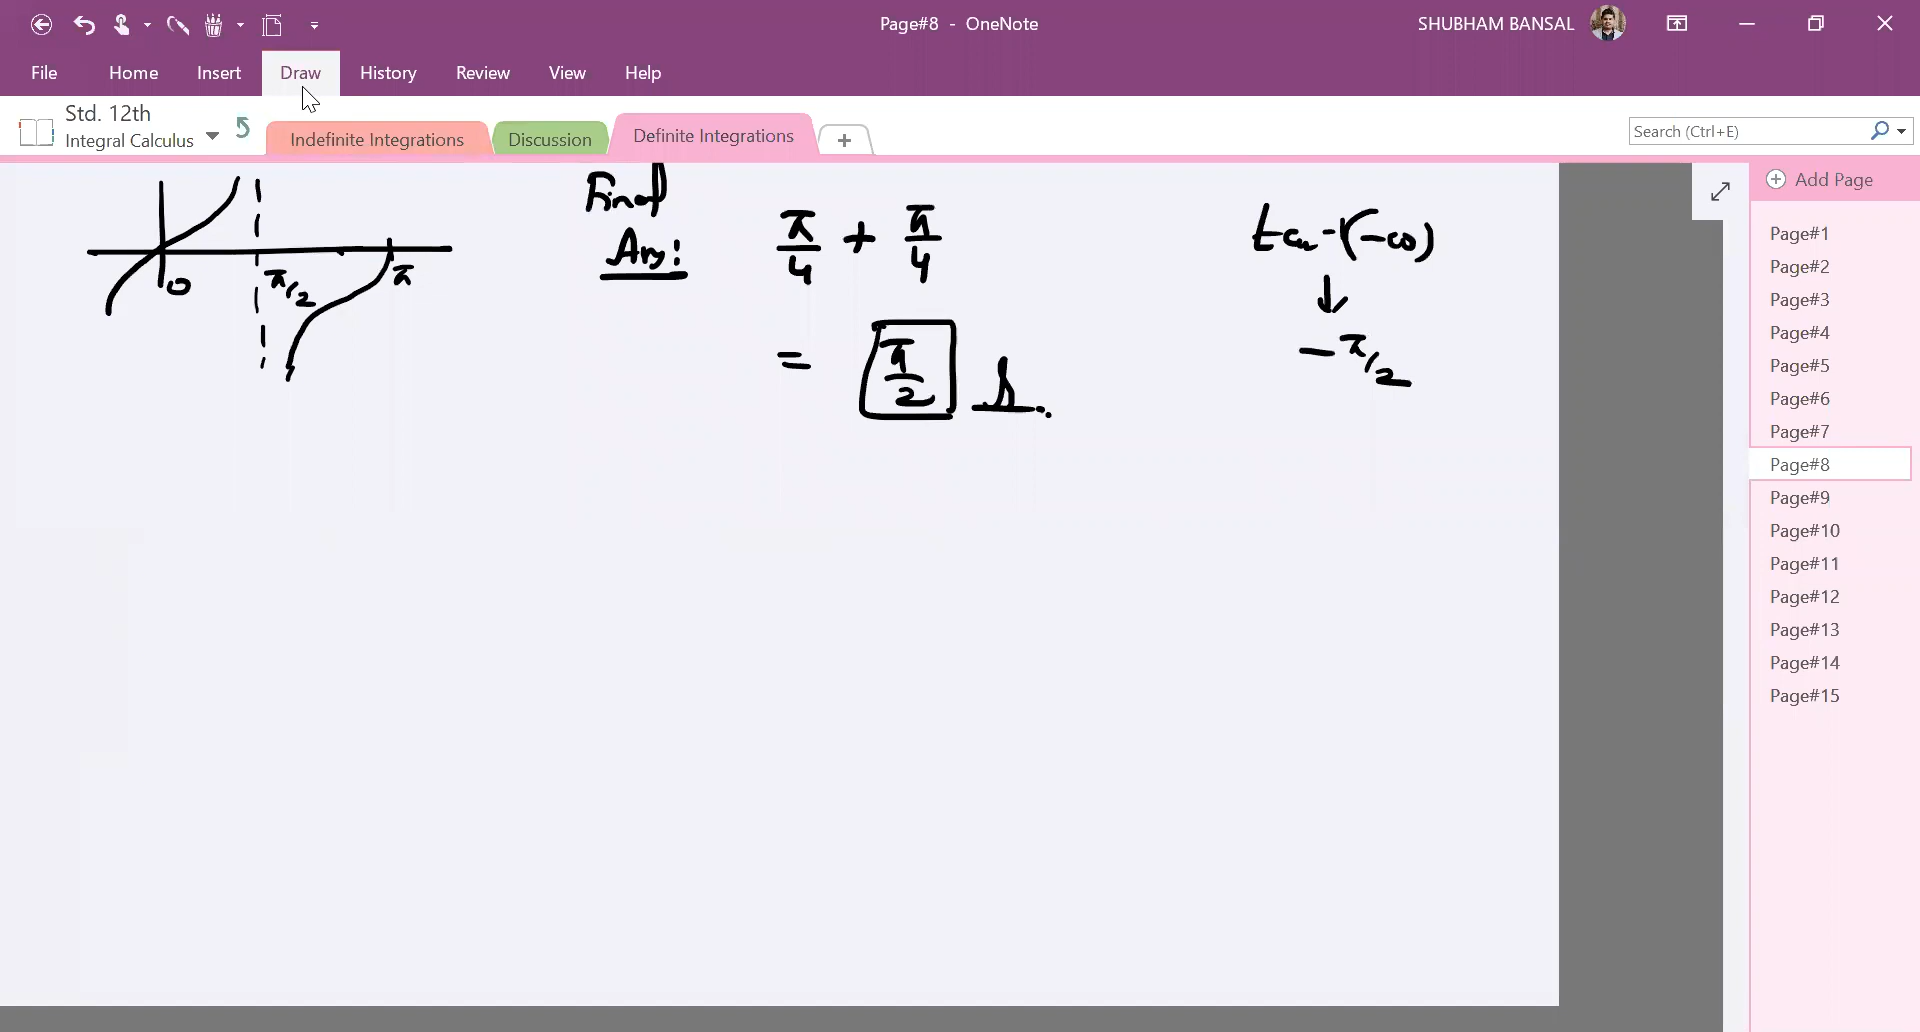 Page#8 - OneNote
SHUBHAM BANSAL
File Home Insert Draw History Review View Help
Std. 12th
Integral Calculus
Indefinite Integrations
Discussion
Definite Integrations
+
Search (Ctrl+E)
Add Page
Page#1
Page#2
Page#3
Page#4
Page#5
Page#6
Page#7
Page#8
Page#9
Page#10
Page#11
Page#12
Page#13
Page#14
Page#15
0 π/2 π
Final
Ans:
π/4 + π/4
= π/2
tan-1(-∞)
↓
-π/2